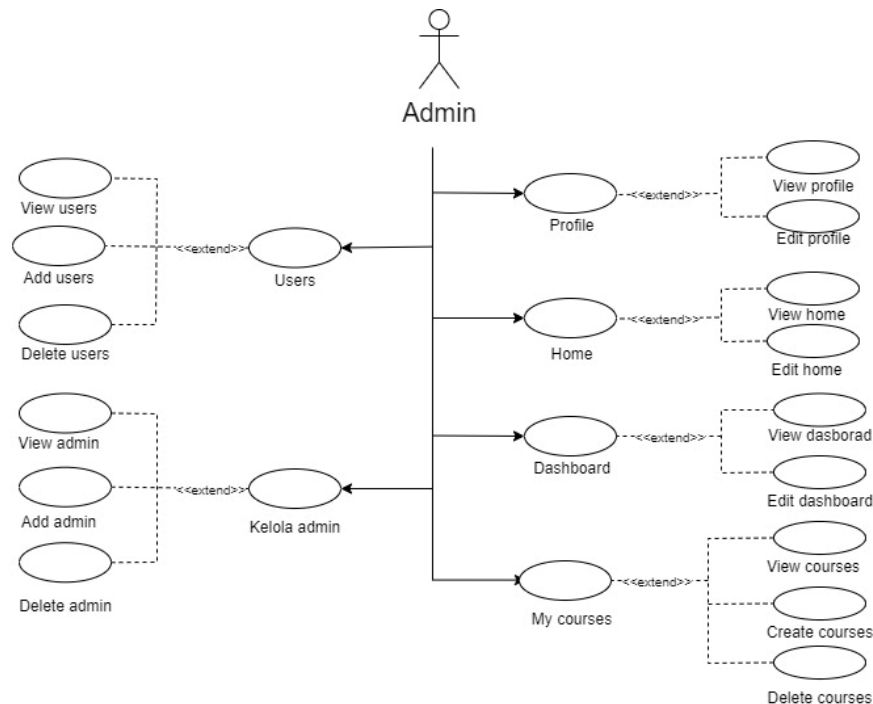 Admin
View users
Add users
Delete users
<<extend>>
Users
View admin
Add admin
Delete admin
<<extend>>
Kelola admin
Profile
<<extend>>
View profile
Edit profile
Home
<<extend>>
View home
Edit home
Dashboard
<<extend>>
View dasborad
Edit dashboard
My courses
<<extend>>
View courses
Create courses
Delete courses